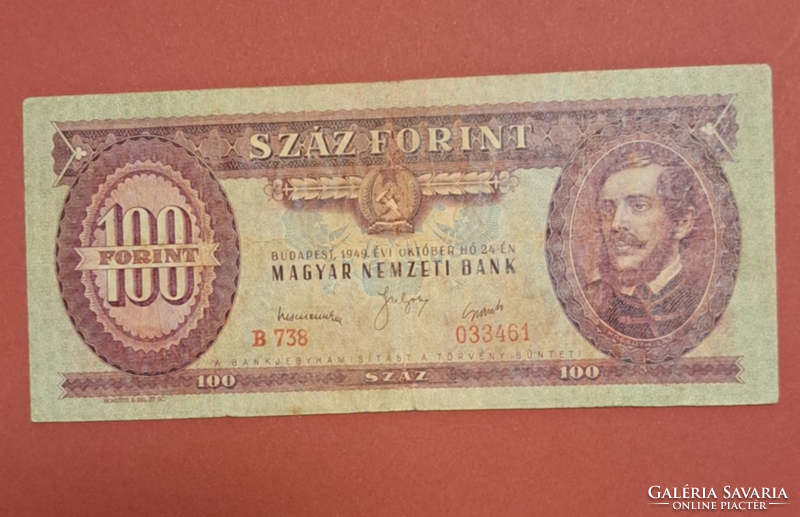 SZÁZ FORINT
100
FORINT
BUDAPEST, 1949. ÉVI OKTÓBER HÓ 24-ÉN
MAGYAR NEMZETI BANK
B 738
033461
A BANKJEGYHAMISÍTÁST A TÖRVÉNY BÜNTETI
100 SZÁZ 100
GALÉRIA SAVARIA
ONLINE PIACTÉR